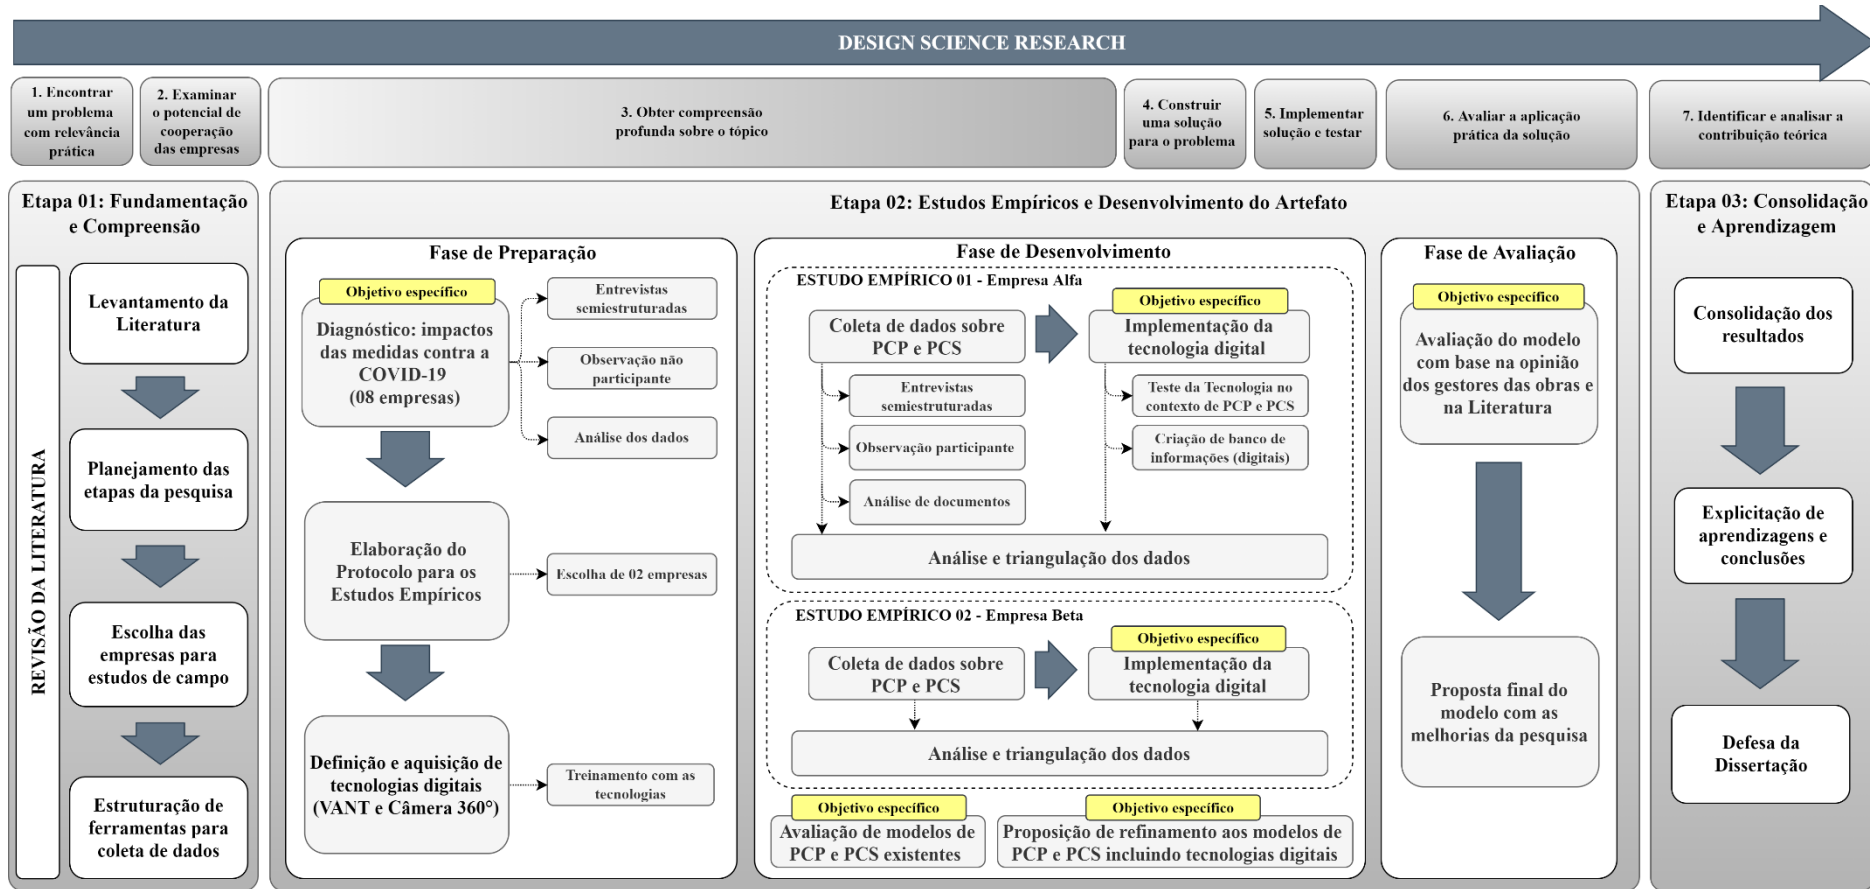 DESIGN SCIENCE RESEARCH
1. Encontrar
um problema
com relevância
prática
2. Examinar
o potencial de
cooperação
das empresas
3. Obter compreensão
profunda sobre o tópico
4. Construir
uma solução
para o problema
5. Implementar
solução e testar
6. Avaliar a aplicação
prática da solução
7. Identificar e analisar a
contribuição teórica
Etapa 01: Fundamentação
e Compreensão
REVISÃO DA LITERATURA
Levantamento da
Literatura
Planejamento das
etapas da pesquisa
Escolha das
empresas para
estudos de campo
Estruturação de
ferramentas para
coleta de dados
Etapa 02: Estudos Empíricos e Desenvolvimento do Artefato
Fase de Preparação
Objetivo específico
Diagnóstico: impactos
das medidas contra a
COVID-19
(08 empresas)
Entrevistas
semiestruturadas
Observação não
participante
Análise dos dados
Elaboração do
Protocolo para os
Estudos Empíricos
Escolha de 02 empresas
Definição e aquisição de
tecnologias digitais
(VANT e Câmera 360°)
Treinamento com as
tecnologias
Fase de Desenvolvimento
ESTUDO EMPÍRICO 01 - Empresa Alfa
Coleta de dados sobre
PCP e PCS
Objetivo específico
Implementação da
tecnologia digital
Entrevistas
semiestruturadas
Observação participante
Análise de documentos
Teste da Tecnologia no
contexto de PCP e PCS
Criação de banco de
informações (digitais)
Análise e triangulação dos dados
ESTUDO EMPÍRICO 02 - Empresa Beta
Coleta de dados sobre
PCP e PCS
Objetivo específico
Implementação da
tecnologia digital
Análise e triangulação dos dados
Objetivo específico
Avaliação de modelos de
PCP e PCS existentes
Objetivo específico
Proposição de refinamento aos modelos de
PCP e PCS incluindo tecnologias digitais
Fase de Avaliação
Objetivo específico
Avaliação do modelo
com base na opinião
dos gestores das obras e
na Literatura
Proposta final do
modelo com as
melhorias da pesquisa
Etapa 03: Consolidação
e Aprendizagem
Consolidação dos
resultados
Explicitação de
aprendizagens e
conclusões
Defesa da
Dissertação